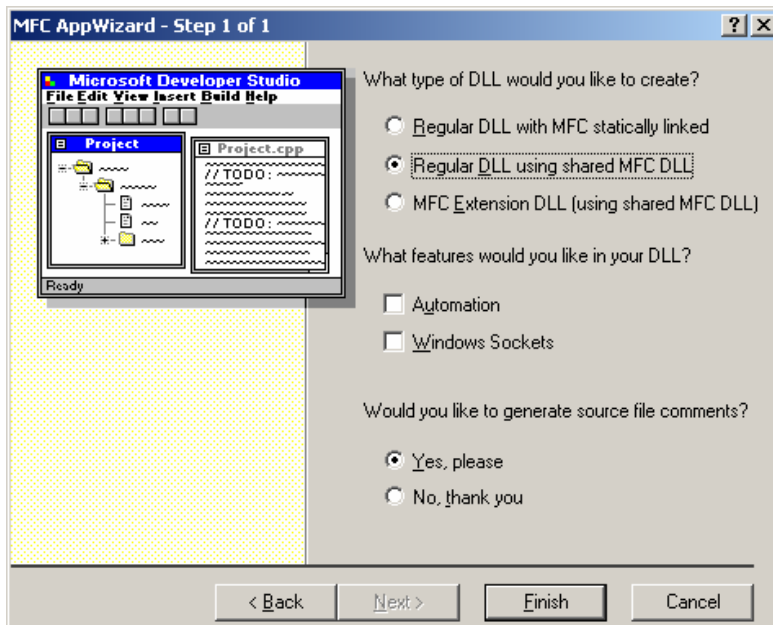 MFC AppWizard - Step 1 of 1
Microsoft Developer Studio
File Edit View Insert Build Help
Project
Project.cpp
// TODO:
// TODO:
Ready
What type of DLL would you like to create?
Regular DLL with MFC statically linked
Regular DLL using shared MFC DLL
MFC Extension DLL (using shared MFC DLL)
What features would you like in your DLL?
Automation
Windows Sockets
Would you like to generate source file comments?
Yes, please
No, thank you
< Back Next > Finish Cancel